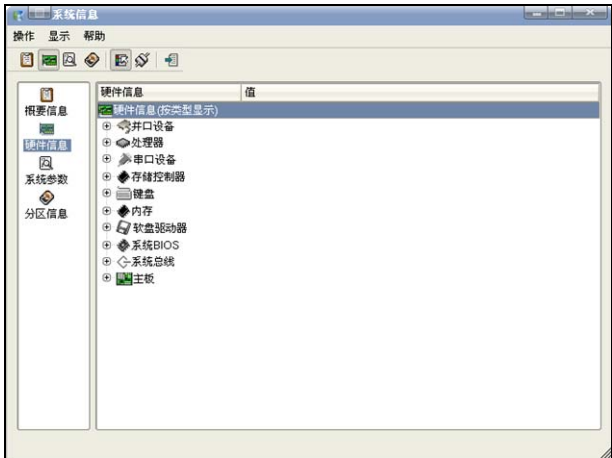 系统信息
操作 显示 帮助
硬件信息 值
概要信息
硬件信息
系统参数
分区信息
硬件信息(按类型显示)
并口设备
处理器
串口设备
存储控制器
键盘
内存
软盘驱动器
系统BIOS
系统总线
主板